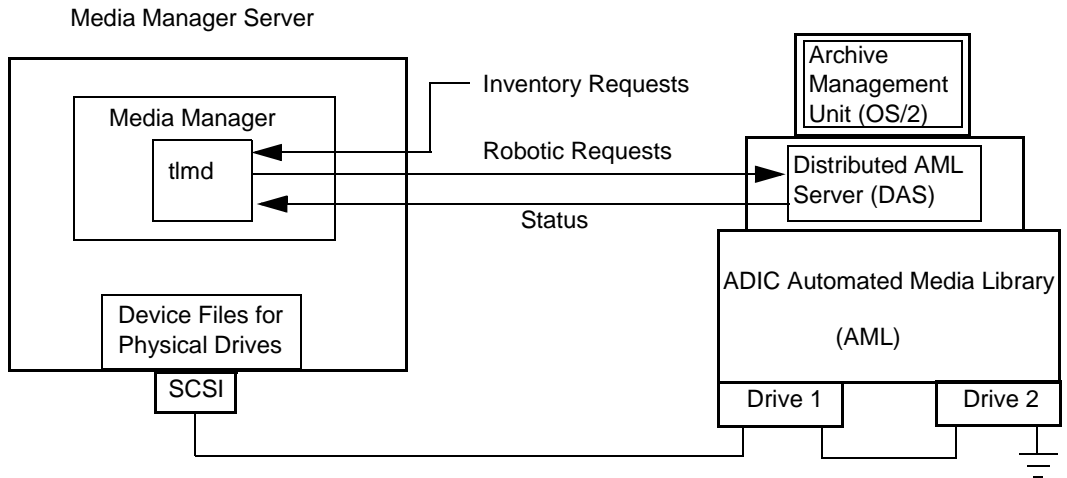 Media Manager Server
Media Manager
tlmd
Device Files for
Physical Drives
SCSI
Inventory Requests
Robotic Requests
Status
Archive
Management
Unit (OS/2)
Distributed AML
Server (DAS)
ADIC Automated Media Library
(AML)
Drive 1
Drive 2